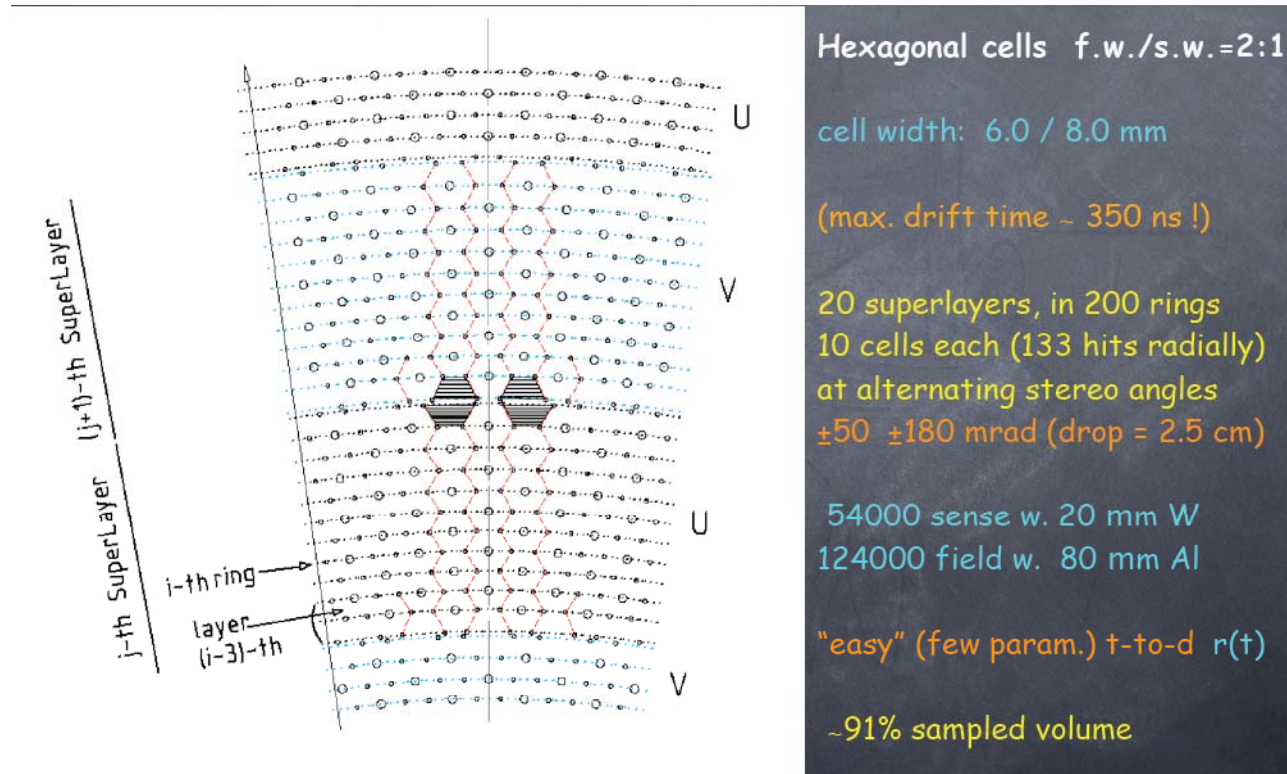 U
V
U
V
(j+1)-th SuperLayer
j-th SuperLayer
i-th ring
layer
(i-3)-th
Hexagonal cells f.w./s.w.=2:1
cell width: 6.0 / 8.0 mm
(max. drift time ~ 350 ns !)
20 superlayers, in 200 rings
10 cells each (133 hits radially)
at alternating stereo angles
±50 ±180 mrad (drop = 2.5 cm)
54000 sense w. 20 mm W
124000 field w. 80 mm Al
“easy” (few param.) t-to-d r(t)
~91% sampled volume